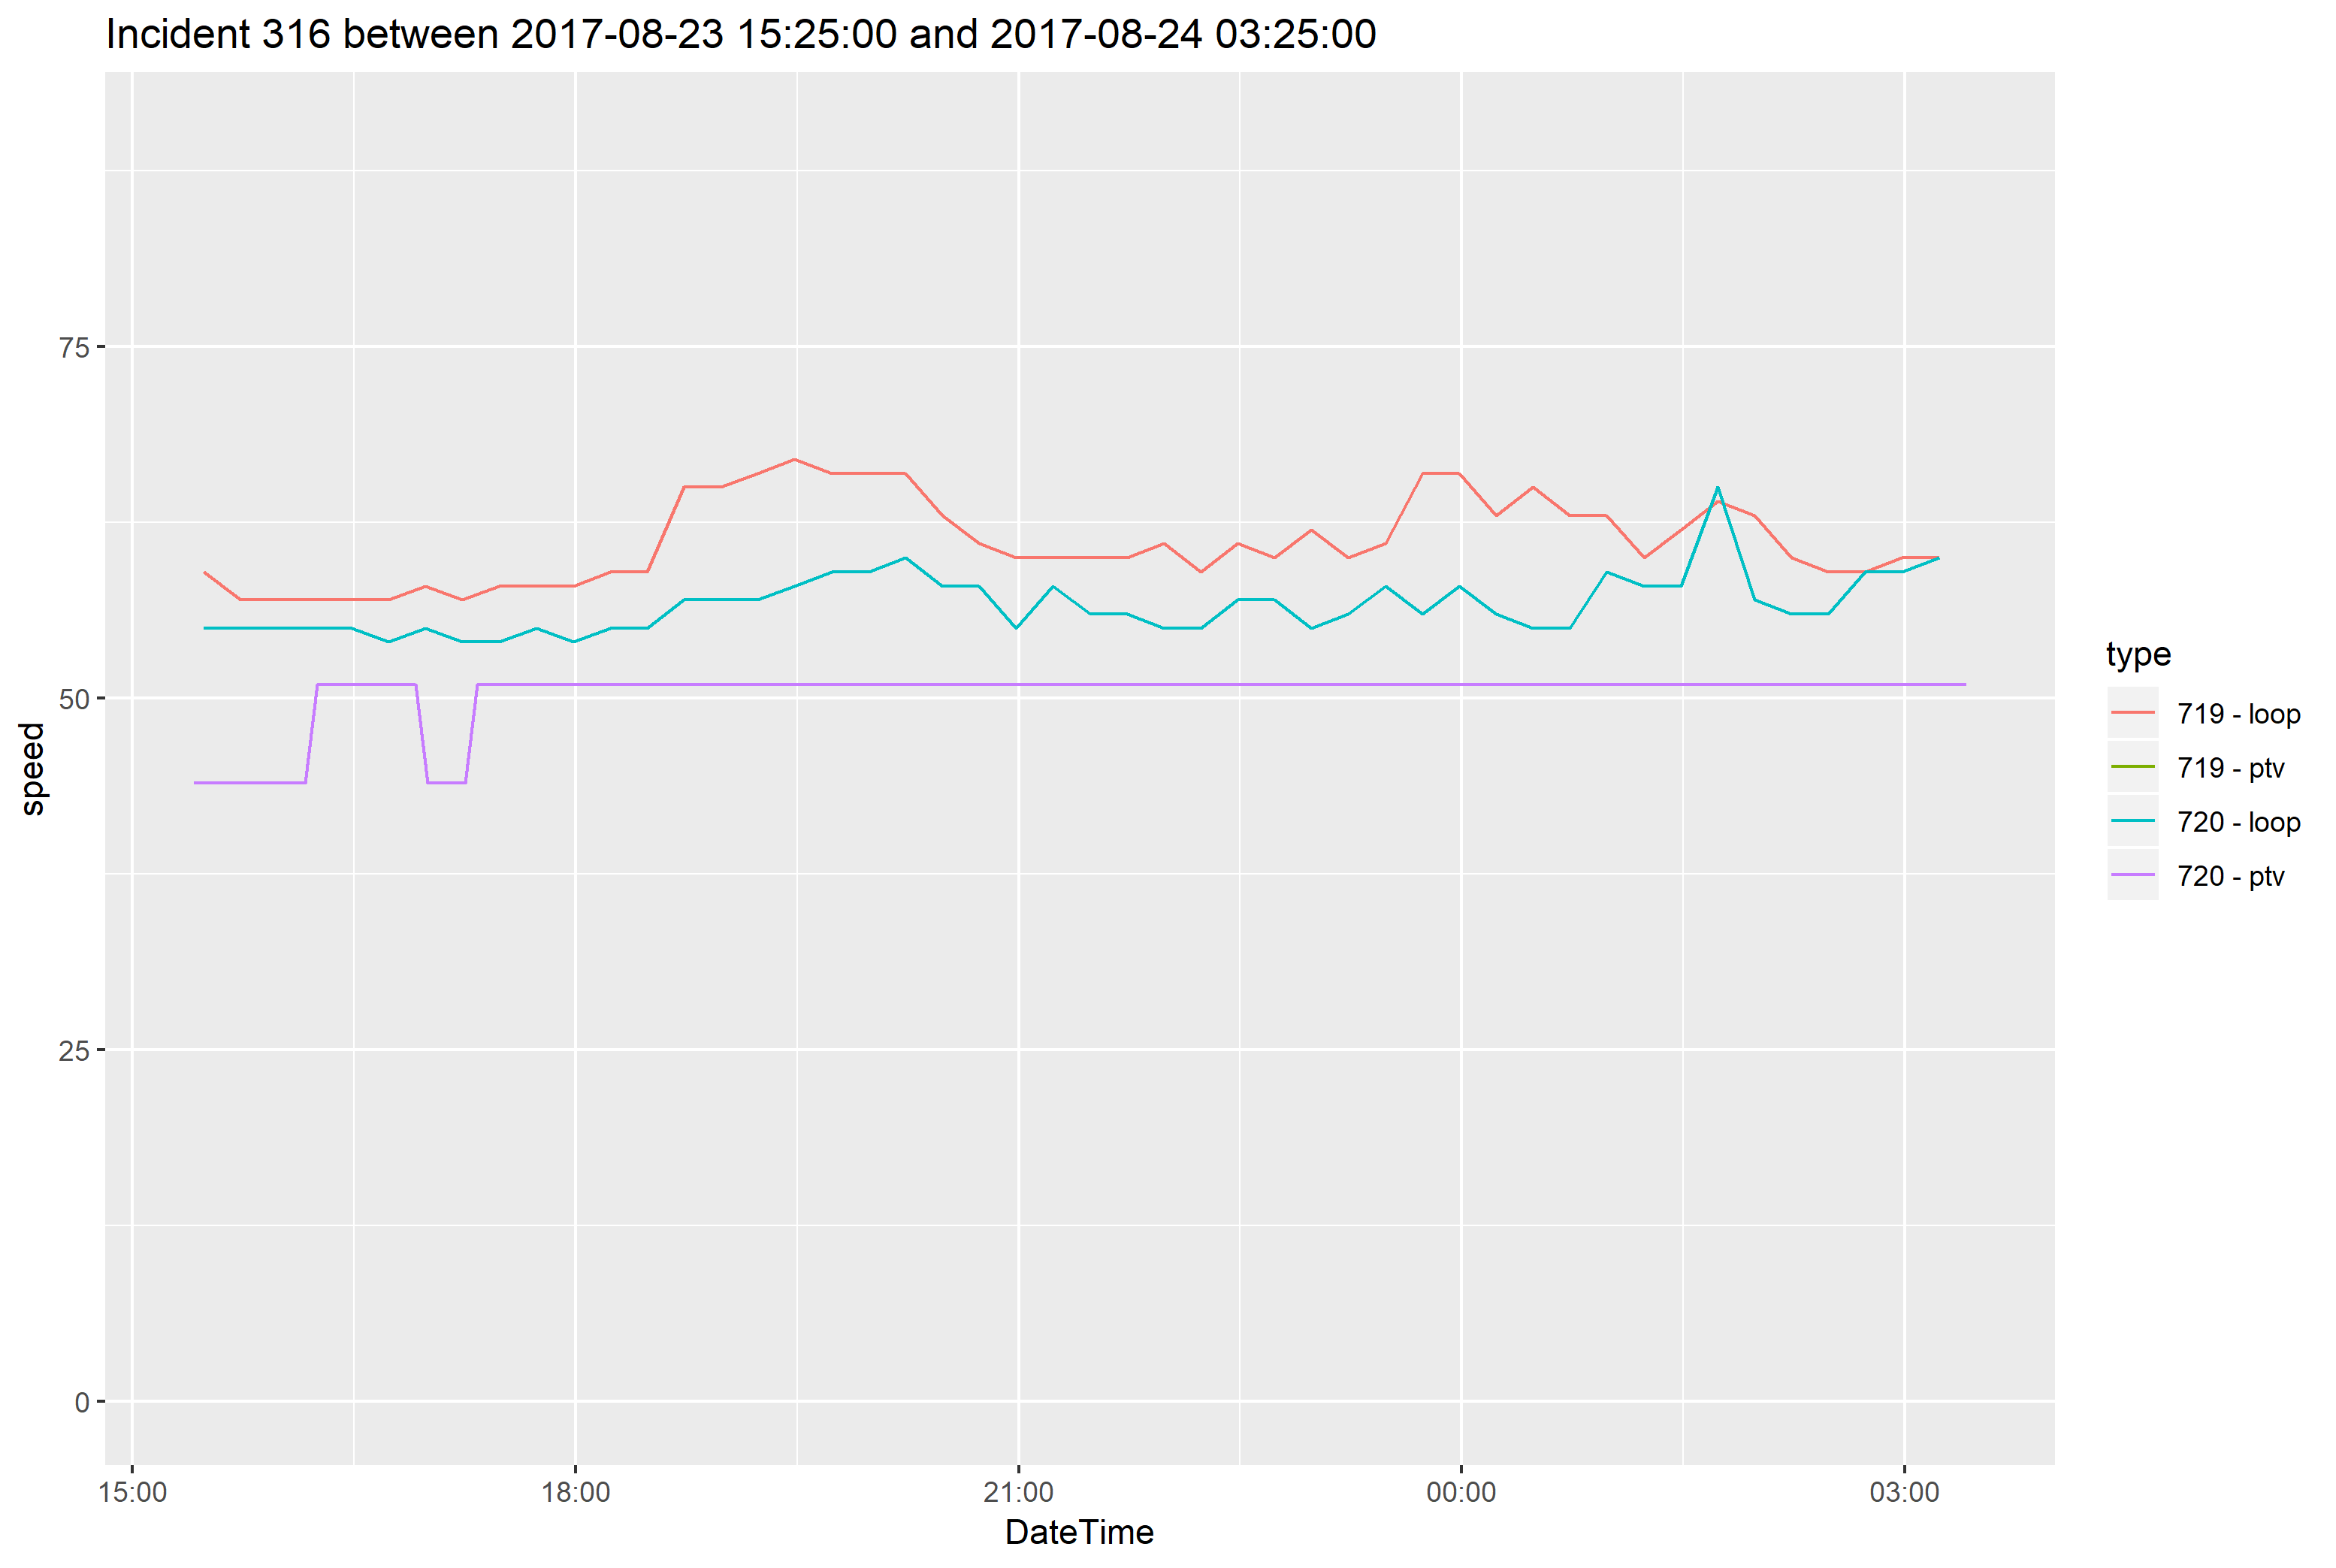 Incident 316 between 2017-08-23 15:25:00 and 2017-08-24 03:25:00
75
50
25
0
speed
15:00 18:00 21:00 00:00 03:00
DateTime
type
719 - loop
719 - ptv
720 - loop
720 - ptv